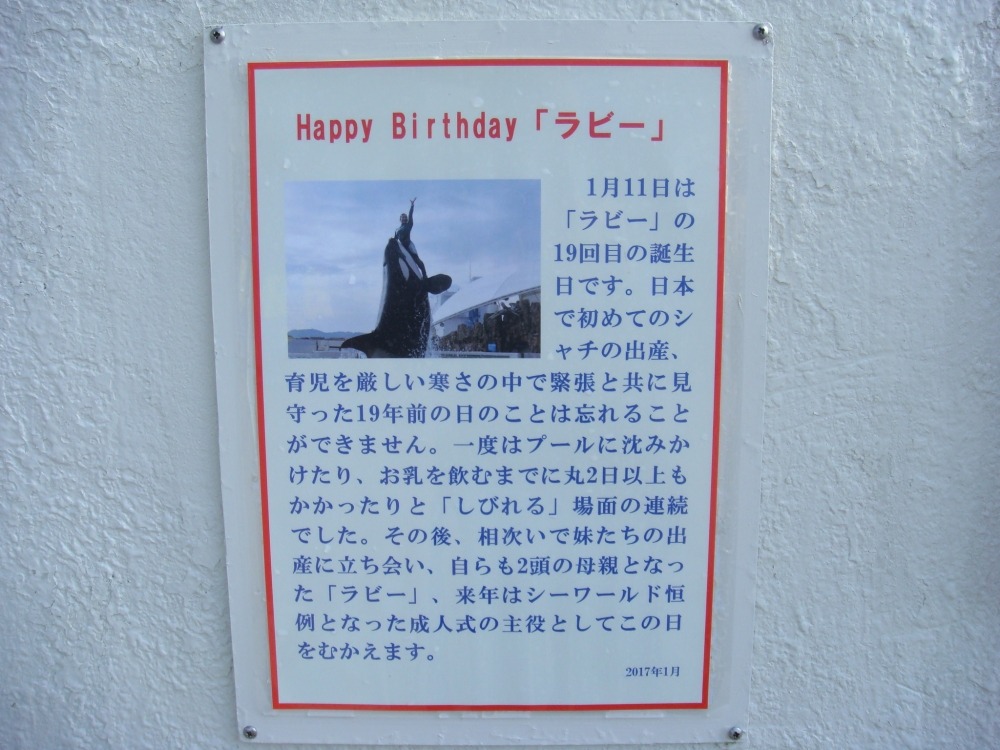 Happy Birthday「ラビー」
1月11日は
「ラビー」の
19回目の誕生
日です。日本
で初めてのシ
ャチの出産、
育児を厳しい寒さの中で緊張と共に見
守った19年前の日のことは忘れること
ができません。一度はプールに沈みか
けたり、お乳を飲むまでに丸2日以上も
かかったりと「しびれる」場面の連続
でした。その後、相次いで妹たちの出
産に立ち会い、自らも2頭の母親となっ
た「ラビー」、来年はシーワールド恒
例となった成人式の主役としてこの日
をむかえます。
2017年1月